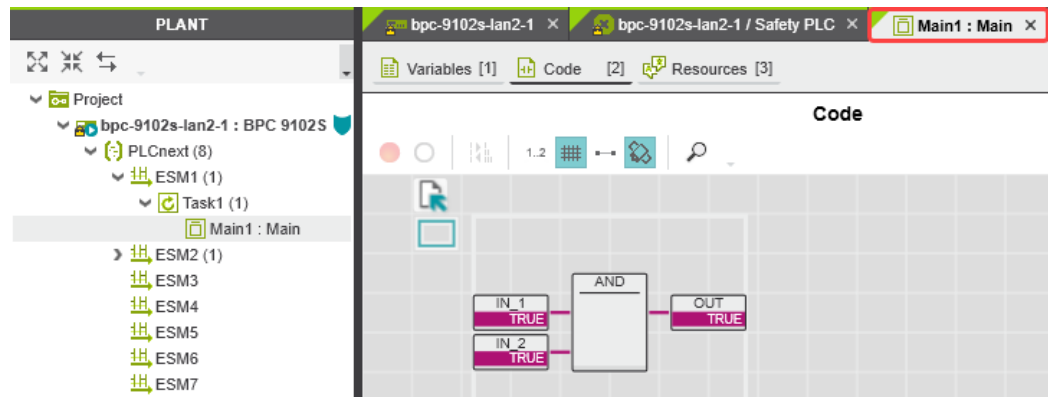 PLANT
Project
bpc-9102s-lan2-1 : BPC 9102S
PLCnext (8)
ESM1 (1)
Task1 (1)
Main1 : Main
ESM2 (1)
ESM3
ESM4
ESM5
ESM6
ESM7
bpc-9102s-lan2-1 ×
bpc-9102s-lan2-1 / Safety PLC ×
Main1 : Main ×
Variables [1] Code [2] Resources [3]
Code
1..2
AND
IN_1
TRUE
OUT
TRUE
IN_2
TRUE